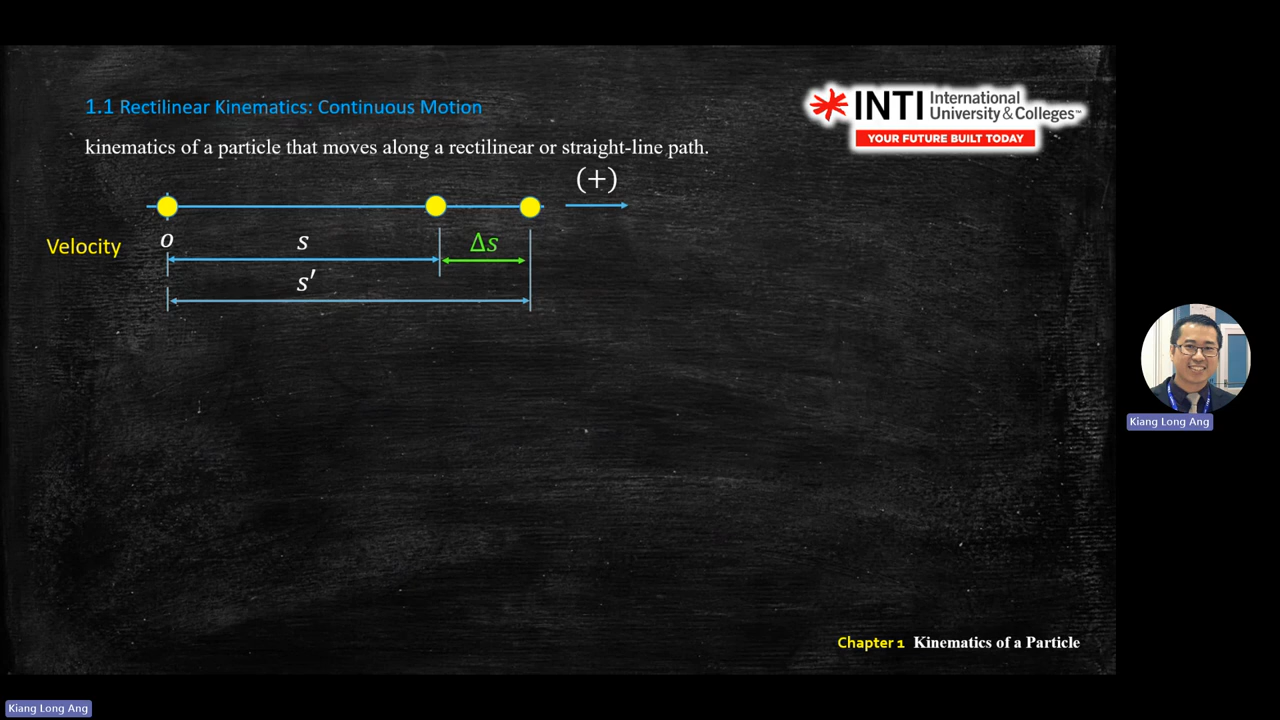 1.1 Rectilinear Kinematics: Continuous Motion
INTI International University & Colleges™
YOUR FUTURE BUILT TODAY
kinematics of a particle that moves along a rectilinear or straight-line path.
(+)
Velocity
o
s
Δs
s′
Kiang Long Ang
Chapter 1 Kinematics of a Particle
Kiang Long Ang